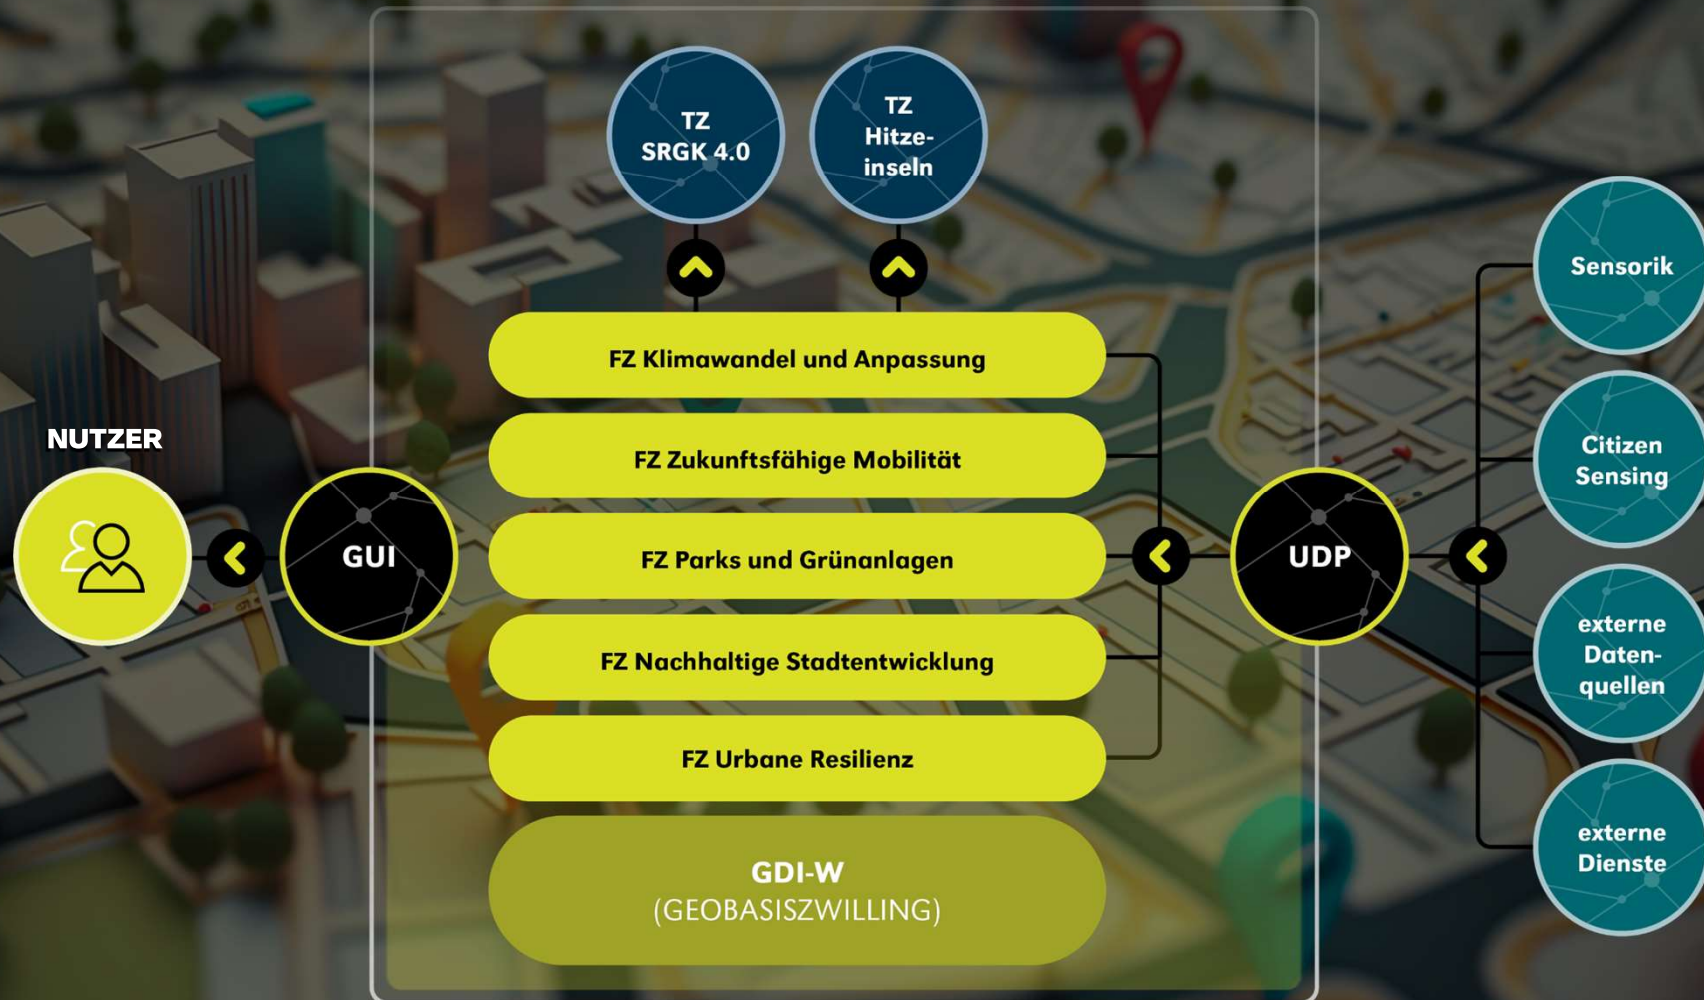 TZ
SRGK 4.0
TZ
Hitze-
inseln
FZ Klimawandel und Anpassung
FZ Zukunftsfähige Mobilität
FZ Parks und Grünanlagen
FZ Nachhaltige Stadtentwicklung
FZ Urbane Resilienz
GDI-W
(GEOBASISZWILLING)
NUTZER
GUI
UDP
Sensorik
Citizen
Sensing
externe
Daten-
quellen
externe
Dienste